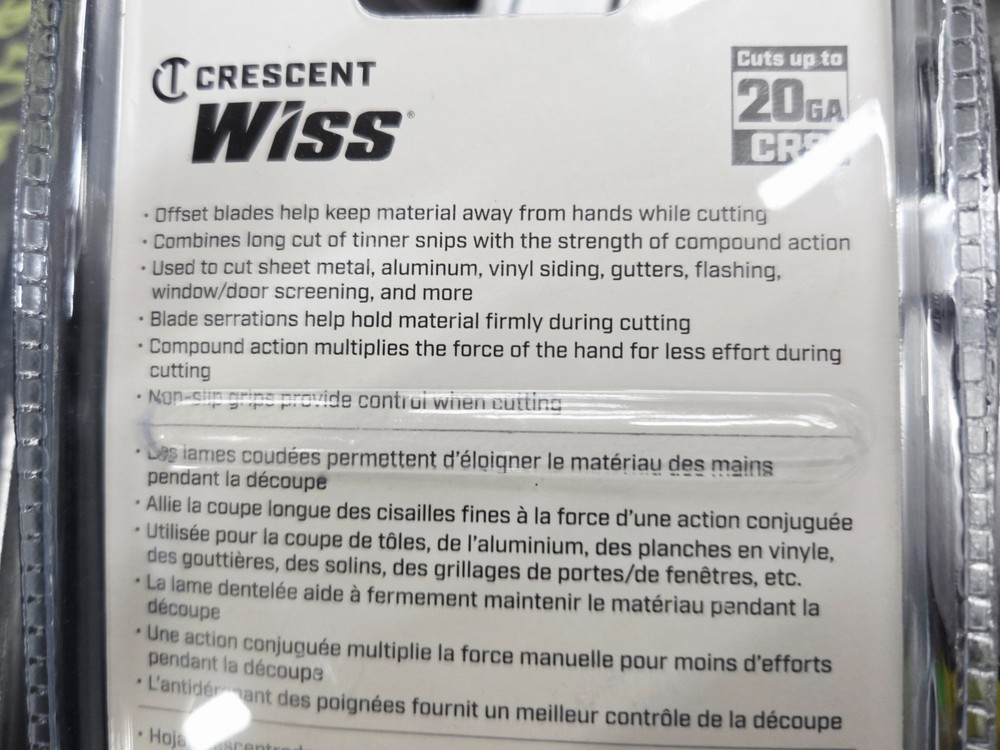 CRESCENT
Wiss®
Cuts up to
20GA
CRS
• Offset blades help keep material away from hands while cutting
• Combines long cut of tinner snips with the strength of compound action
• Used to cut sheet metal, aluminum, vinyl siding, gutters, flashing,
window/door screening, and more
• Blade serrations help hold material firmly during cutting
• Compound action multiplies the force of the hand for less effort during
cutting
• Non-slip grips provide control when cutting
• Les lames coudées permettent d'éloigner le matériau des mains
pendant la découpe
• Allie la coupe longue des cisailles fines à la force d'une action conjuguée
• Utilisée pour la coupe de tôles, de l'aluminium, des planches en vinyle,
des gouttières, des solins, des grillages de portes/de fenêtres, etc.
• La lame dentelée aide à fermement maintenir le matériau pendant la
découpe
• Une action conjuguée multiplie la force manuelle pour moins d'efforts
pendant la découpe
• L'antidérapant des poignées fournit un meilleur contrôle de la découpe
• Hoja